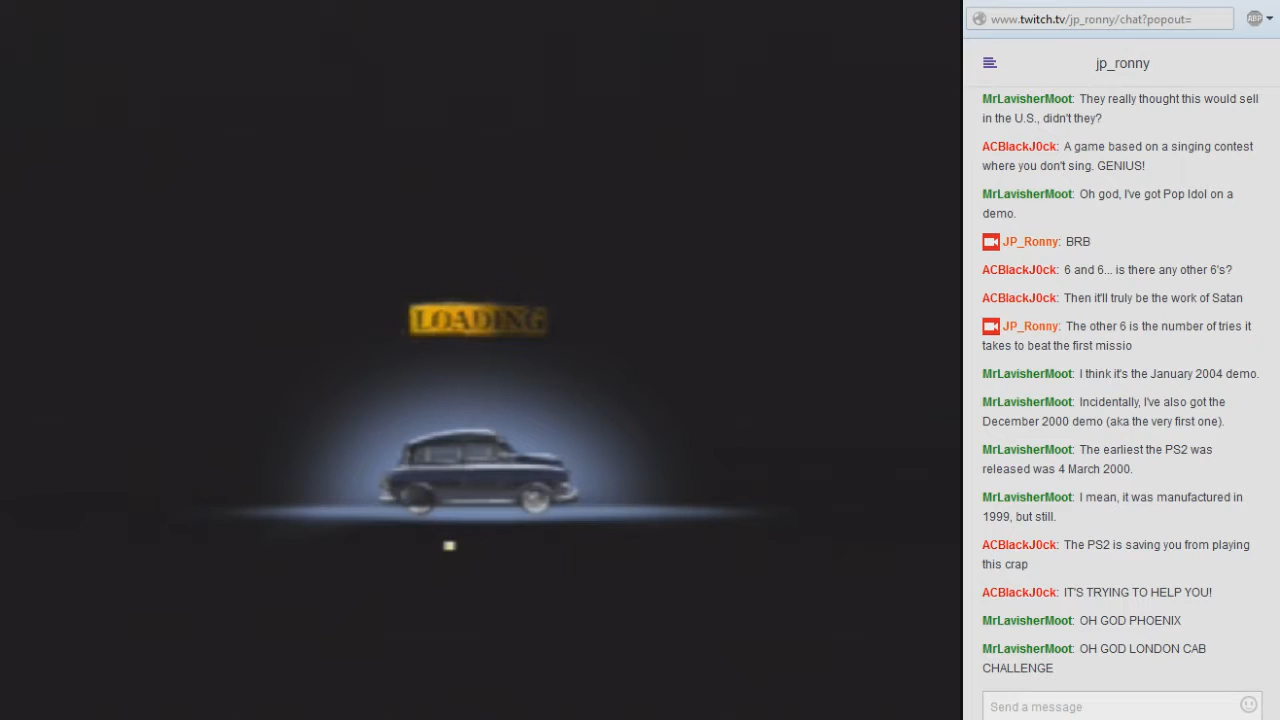 LOADING
www.twitch.tv/jp_ronny/chat?popout=
ABP
jp_ronny
MrLavisherMoot: They really thought this would sell
in the U.S., didn't they?
ACBlackJ0ck: A game based on a singing contest
where you don't sing. GENIUS!
MrLavisherMoot: Oh god, I've got Pop Idol on a
demo.
JP_Ronny: BRB
ACBlackJ0ck: 6 and 6... is there any other 6's?
ACBlackJ0ck: Then it'll truly be the work of Satan
JP_Ronny: The other 6 is the number of tries it
takes to beat the first missio
MrLavisherMoot: I think it's the January 2004 demo.
MrLavisherMoot: Incidentally, I've also got the
December 2000 demo (aka the very first one).
MrLavisherMoot: The earliest the PS2 was
released was 4 March 2000.
MrLavisherMoot: I mean, it was manufactured in
1999, but still.
ACBlackJ0ck: The PS2 is saving you from playing
this crap
ACBlackJ0ck: IT'S TRYING TO HELP YOU!
MrLavisherMoot: OH GOD PHOENIX
MrLavisherMoot: OH GOD LONDON CAB
CHALLENGE
Send a message